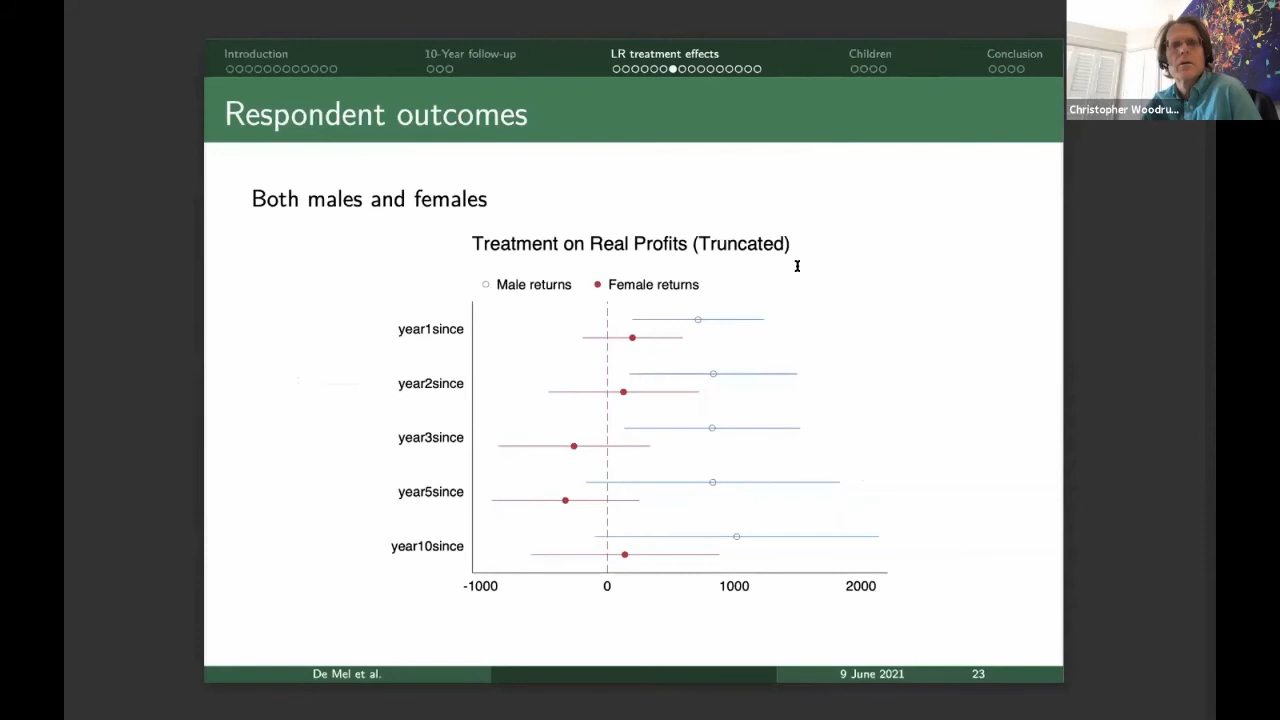 Introduction
10-Year follow-up
LR treatment effects
Children
Conclusion
Christopher Woodru...
Respondent outcomes
Both males and females
Treatment on Real Profits (Truncated)
Male returns
Female returns
year1since
year2since
year3since
year5since
year10since
-1000
0
1000
2000
De Mel et al.
9 June 2021
23